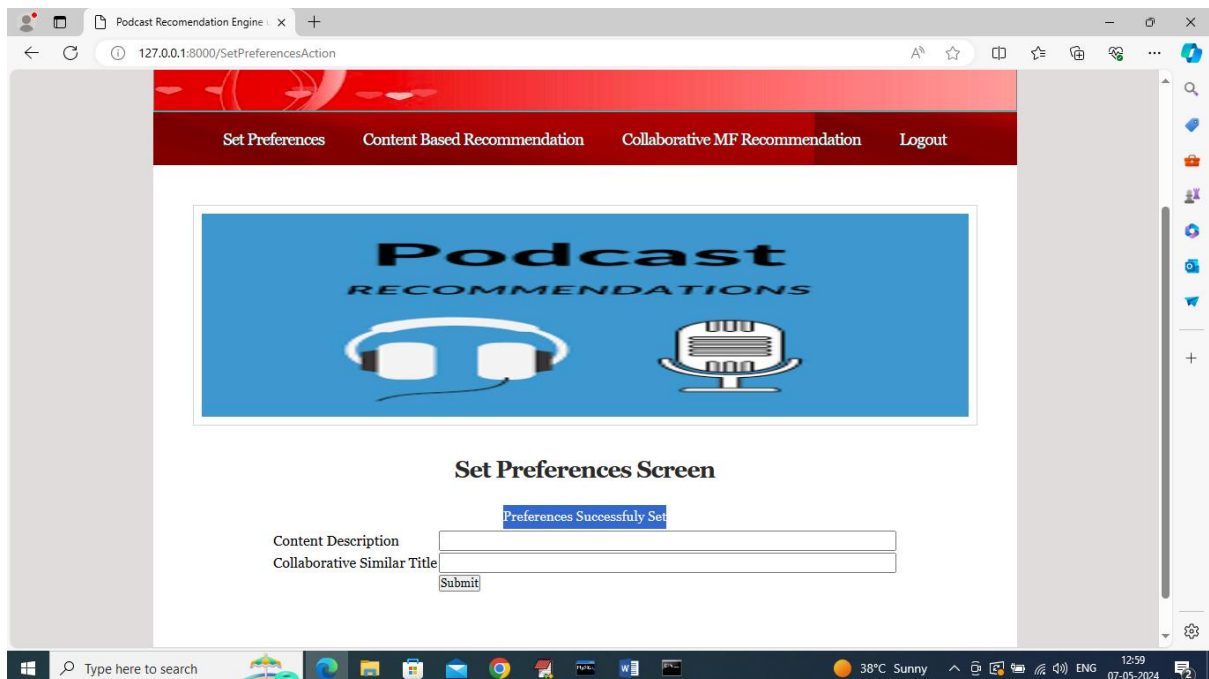 Podcast Recomendation Engine
127.0.0.1:8000/SetPreferencesAction
Set Preferences Content Based Recommendation Collaborative MF Recommendation Logout
Podcast
RECOMMENDATIONS
Set Preferences Screen
Preferences Successfuly Set
Content Description
Collaborative Similar Title
Submit
Type here to search
38°C Sunny
ENG
12:59
07-05-2024